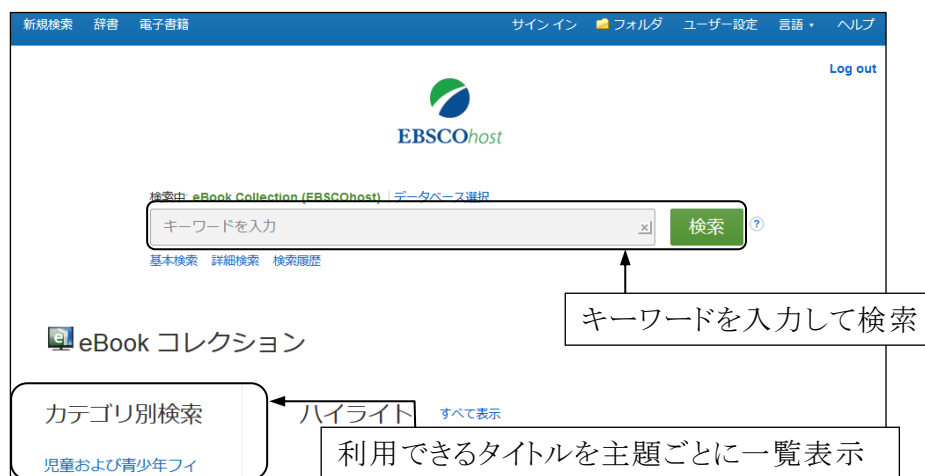 新規検索 辞書 電子書籍 サイン イン フォルダ ユーザー設定 言語 ヘルプ
Log out
EBSCOhost
検索中: eBook Collection (EBSCOhost) データベース選択
キーワードを入力 x 検索 ?
基本検索 詳細検索 検索履歴
キーワードを入力して検索
e eBook コレクション
カテゴリ別検索 ハイライト すべて表示
利用できるタイトルを主題ごとに一覧表示
児童および青少年フィ